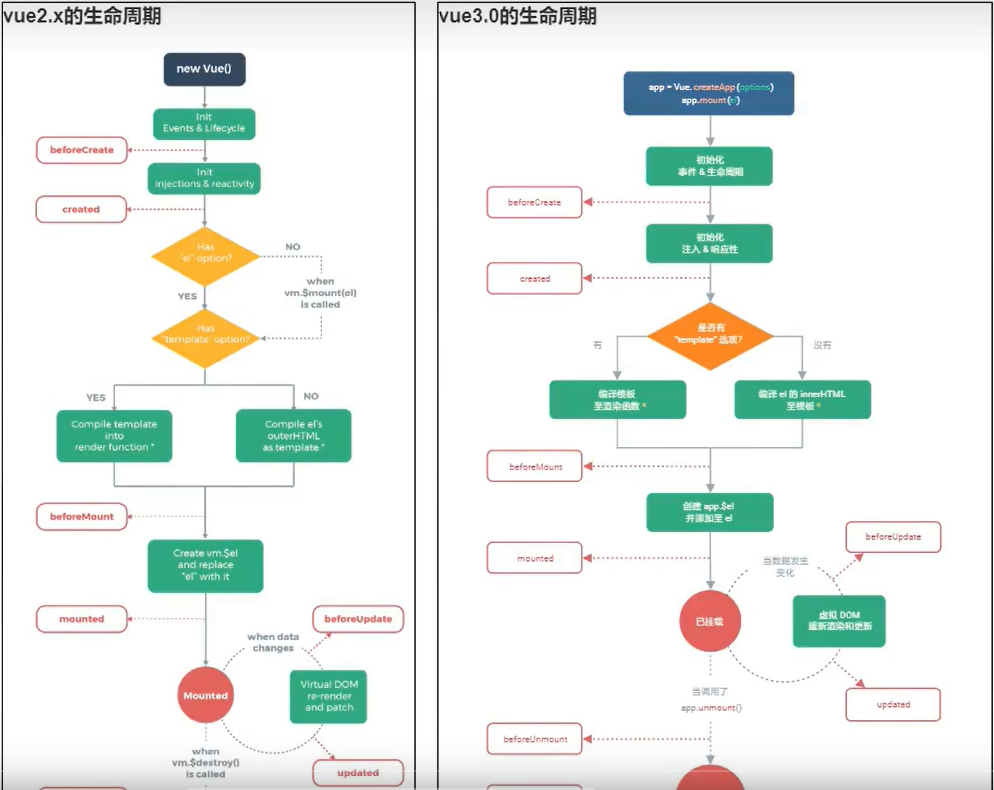 vue2.x的生命周期
new Vue()
Init
Events & Lifecycle
beforeCreate
Init
injections & reactivity
created
Has
"el" option?
NO
when
vm.$mount(el)
is called
YES
Has
"template" option?
YES
NO
Compile template
into
render function *
Compile el's
outerHTML
as template *
beforeMount
Create vm.$el
and replace
"el" with it
mounted
beforeUpdate
when data
changes
Mounted
Virtual DOM
re-render
and patch
when
vm.$destroy()
is called
updated
vue3.0的生命周期
app = Vue.createApp(options)
app.mount(el)
初始化
事件 & 生命周期
beforeCreate
初始化
注入 & 响应性
created
是否有
"template" 选项?
有
没有
编译模板
至渲染函数 *
编译 el 的 innerHTML
至模板 *
beforeMount
创建 app.$el
并添加至 el
mounted
beforeUpdate
当数据发生
变化
已挂载
虚拟 DOM
重新渲染和更新
当调用了
app.unmount()
updated
beforeUnmount